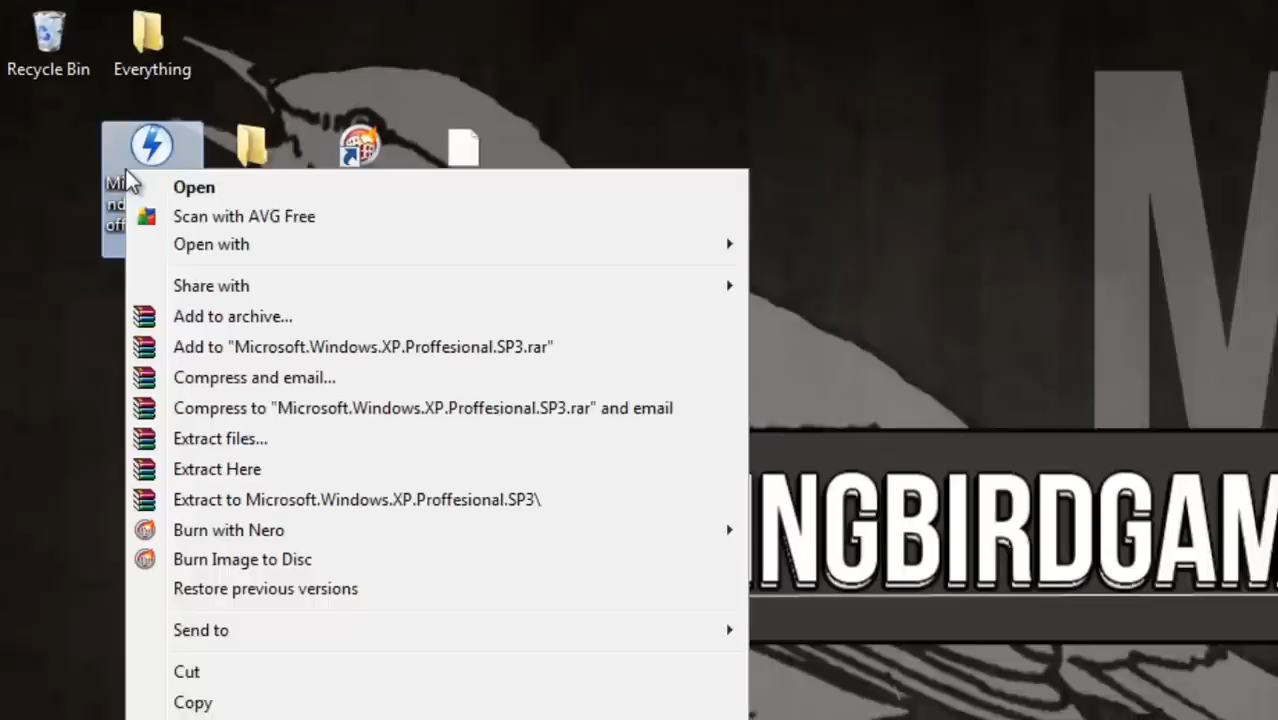 Recycle Bin
Everything
Open
Scan with AVG Free
Open with
Share with
Add to archive...
Add to "Microsoft.Windows.XP.Proffesional.SP3.rar"
Compress and email...
Compress to "Microsoft.Windows.XP.Proffesional.SP3.rar" and email
Extract files...
Extract Here
Extract to Microsoft.Windows.XP.Proffesional.SP3\
Burn with Nero
Burn Image to Disc
Restore previous versions
Send to
Cut
Copy
M
NGBIRDGAM